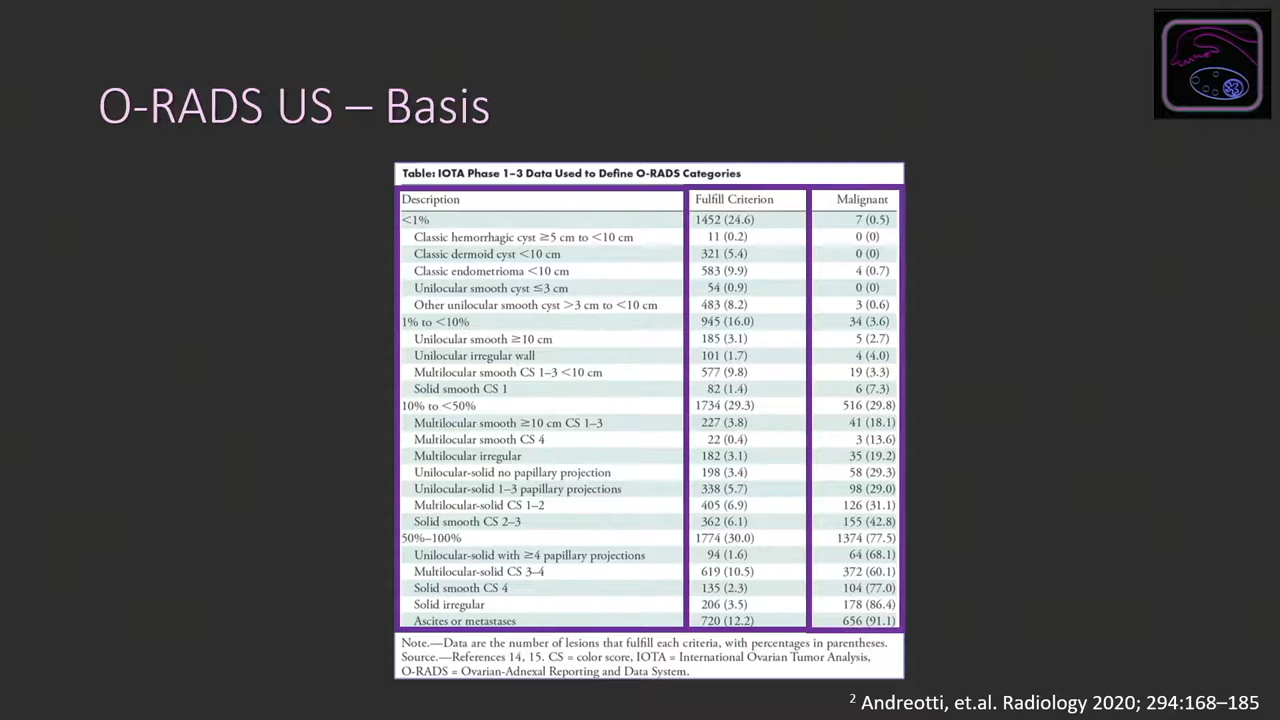 O-RADS US – Basis
Table: IOTA Phase 1–3 Data Used to Define O-RADS Categories
Description Fulfill Criterion Malignant
<1% 1452 (24.6) 7 (0.5)
Classic hemorrhagic cyst ≥5 cm to <10 cm 11 (0.2) 0 (0)
Classic dermoid cyst <10 cm 321 (5.4) 0 (0)
Classic endometrioma <10 cm 583 (9.9) 4 (0.7)
Unilocular smooth cyst ≤3 cm 54 (0.9) 0 (0)
Other unilocular smooth cyst >3 cm to <10 cm 483 (8.2) 3 (0.6)
1% to <10% 945 (16.0) 34 (3.6)
Unilocular smooth ≥10 cm 185 (3.1) 5 (2.7)
Unilocular irregular wall 101 (1.7) 4 (4.0)
Multilocular smooth CS 1–3 <10 cm 577 (9.8) 19 (3.3)
Solid smooth CS 1 82 (1.4) 6 (7.3)
10% to <50% 1734 (29.3) 516 (29.8)
Multilocular smooth ≥10 cm CS 1–3 227 (3.8) 41 (18.1)
Multilocular smooth CS 4 22 (0.4) 3 (13.6)
Multilocular irregular 182 (3.1) 35 (19.2)
Unilocular-solid no papillary projection 198 (3.4) 58 (29.3)
Unilocular-solid 1–3 papillary projections 338 (5.7) 98 (29.0)
Multilocular-solid CS 1–2 405 (6.9) 126 (31.1)
Solid smooth CS 2–3 362 (6.1) 155 (42.8)
50%–100% 1774 (30.0) 1374 (77.5)
Unilocular-solid with ≥4 papillary projections 94 (1.6) 64 (68.1)
Multilocular-solid CS 3–4 619 (10.5) 372 (60.1)
Solid smooth CS 4 135 (2.3) 104 (77.0)
Solid irregular 206 (3.5) 178 (86.4)
Ascites or metastases 720 (12.2) 656 (91.1)
Note.—Data are the number of lesions that fulfill each criteria, with percentages in parentheses.
Source.—References 14, 15. CS = color score, IOTA = International Ovarian Tumor Analysis,
O-RADS = Ovarian-Adnexal Reporting and Data System.
2 Andreotti, et.al. Radiology 2020; 294:168–185